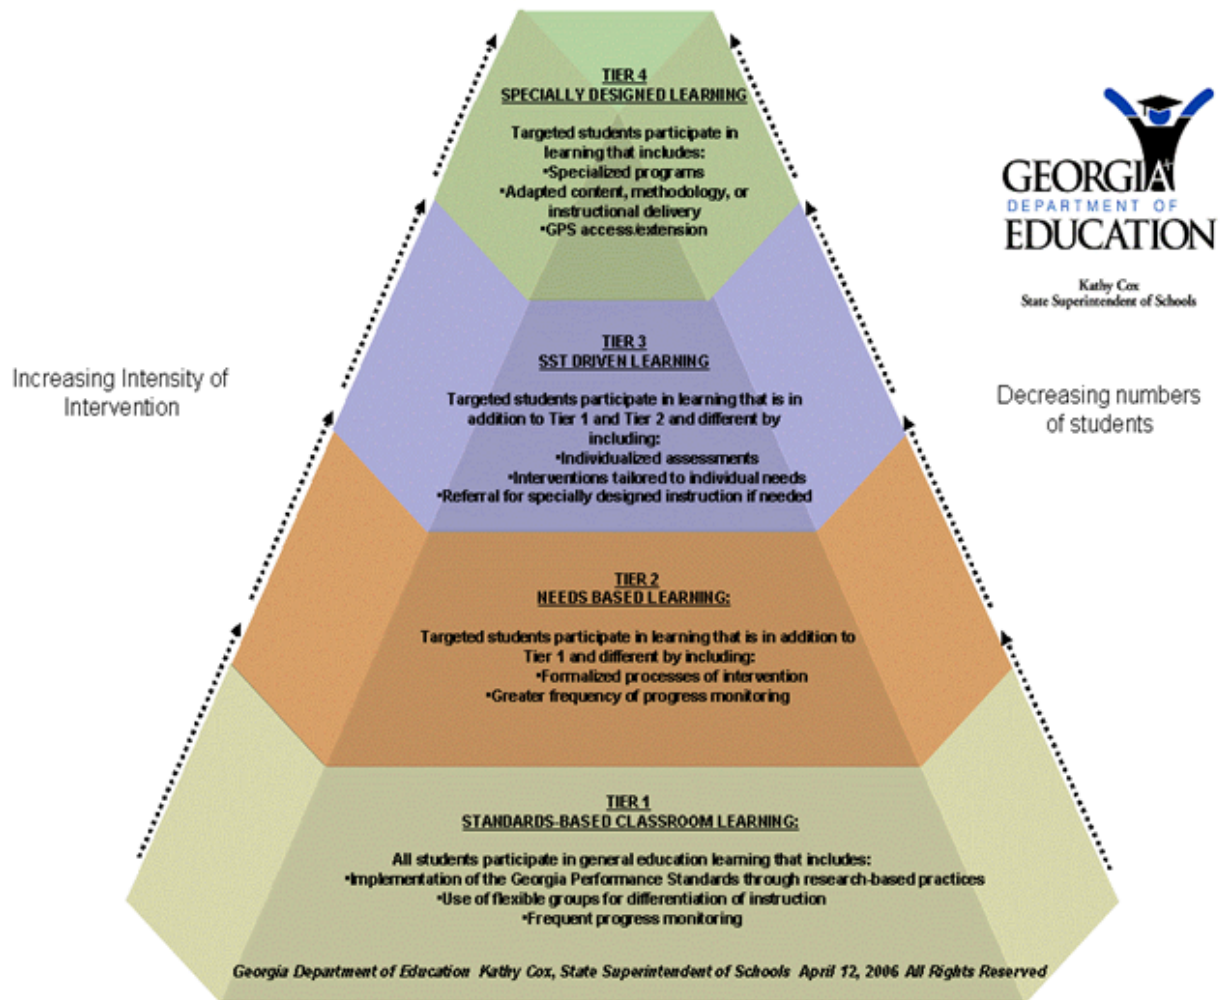 TIER 4
SPECIALLY DESIGNED LEARNING
Targeted students participate in
learning that includes:
•Specialized programs
•Adapted content, methodology, or
instructional delivery
•GPS access/extension
GEORGIA
DEPARTMENT OF
EDUCATION
Kathy Cox
State Superintendent of Schools
TIER 3
SST DRIVEN LEARNING
Targeted students participate in learning that is in
addition to Tier 1 and Tier 2 and different by
including:
•Individualized assessments
•Interventions tailored to individual needs
•Referral for specially designed instruction if needed
Increasing Intensity of
Intervention
Decreasing numbers
of students
TIER 2
NEEDS BASED LEARNING:
Targeted students participate in learning that is in addition to
Tier 1 and different by including:
•Formalized processes of intervention
•Greater frequency of progress monitoring
TIER 1
STANDARDS-BASED CLASSROOM LEARNING:
All students participate in general education learning that includes:
•Implementation of the Georgia Performance Standards through research-based practices
•Use of flexible groups for differentiation of instruction
•Frequent progress monitoring
Georgia Department of Education Kathy Cox, State Superintendent of Schools April 12, 2006 All Rights Reserved